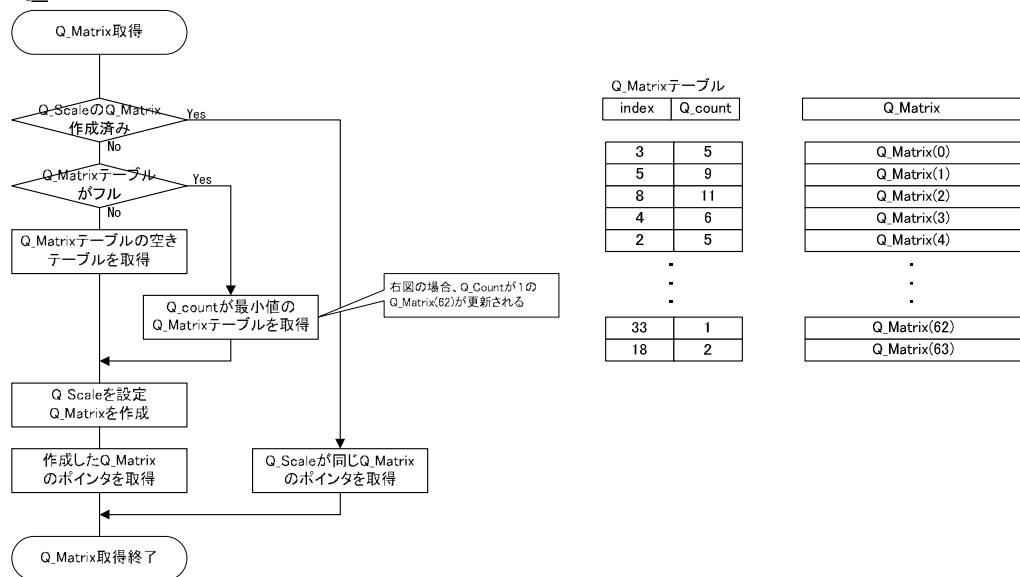 Q_Matrix取得
Q_ScaleのQ_Matrix
作成済み
Yes
No
Q_Matrixテーブル
がフル
Yes
No
Q_Matrixテーブルの空き
テーブルを取得
Q_countが最小値の
Q_Matrixテーブルを取得
右図の場合、Q_Countが1の
Q_Matrix(62)が更新される
Q Scaleを設定
Q_Matrixを作成
作成したQ_Matrix
のポインタを取得
Q_Scaleが同じQ_Matrix
のポインタを取得
Q_Matrix取得終了
Q_Matrixテーブル
index Q_count Q_Matrix
3 5 Q_Matrix(0)
5 9 Q_Matrix(1)
8 11 Q_Matrix(2)
4 6 Q_Matrix(3)
2 5 Q_Matrix(4)
33 1 Q_Matrix(62)
18 2 Q_Matrix(63)